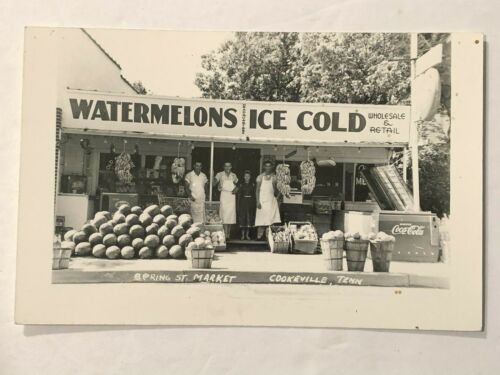 WATERMELONS ICE COLD
WHOLESALE
&
RETAIL
Coca-Cola
SPRING ST. MARKET COOKEVILLE, TENN